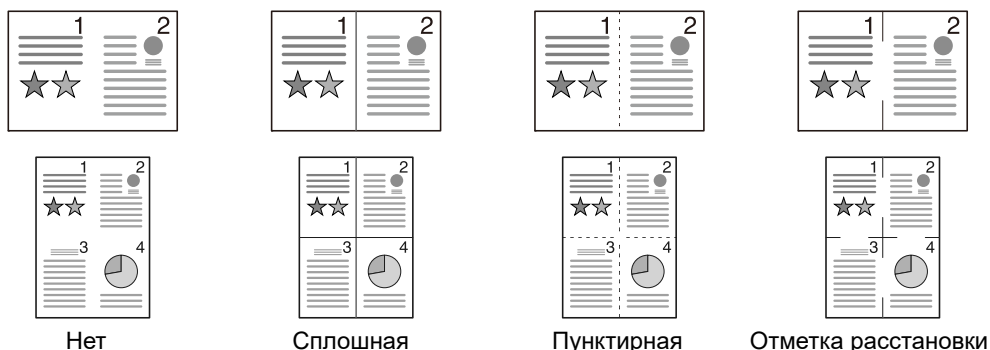 1 2 1 2 1 2 1 2
1 2 1 2 1 2 1 2
3 4 3 4 3 4 3 4
Нет Сплошная Пунктирная Отметка расстановки